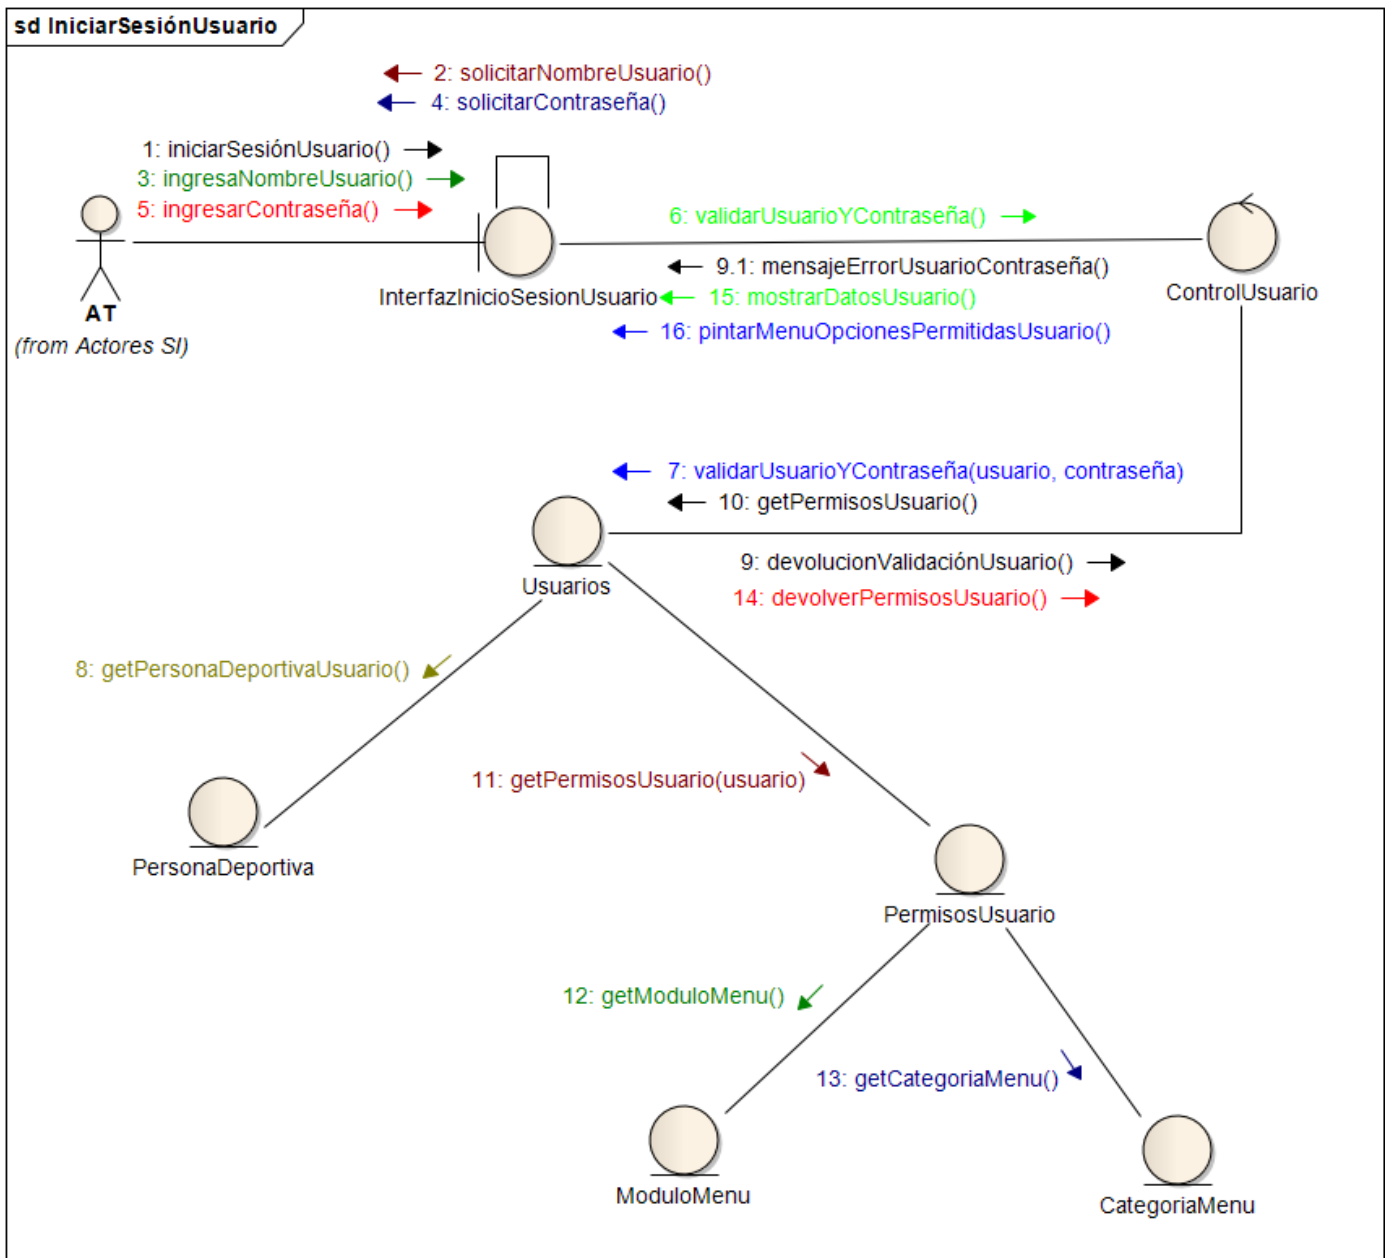 sd IniciarSesiónUsuario
2: solicitarNombreUsuario()
4: solicitarContraseña()
1: iniciarSesiónUsuario()
3: ingresaNombreUsuario()
5: ingresarContraseña()
6: validarUsuarioYContraseña()
9.1: mensajeErrorUsuarioContraseña()
InterfazInicioSesionUsuario
15: mostrarDatosUsuario()
ControlUsuario
AT
16: pintarMenuOpcionesPermitidasUsuario()
(from Actores SI)
7: validarUsuarioYContraseña(usuario, contraseña)
10: getPermisosUsuario()
9: devolucionValidaciónUsuario()
Usuarios
14: devolverPermisosUsuario()
8: getPersonaDeportivaUsuario()
11: getPermisosUsuario(usuario)
PersonaDeportiva
PermisosUsuario
12: getModuloMenu()
13: getCategoriaMenu()
ModuloMenu
CategoriaMenu